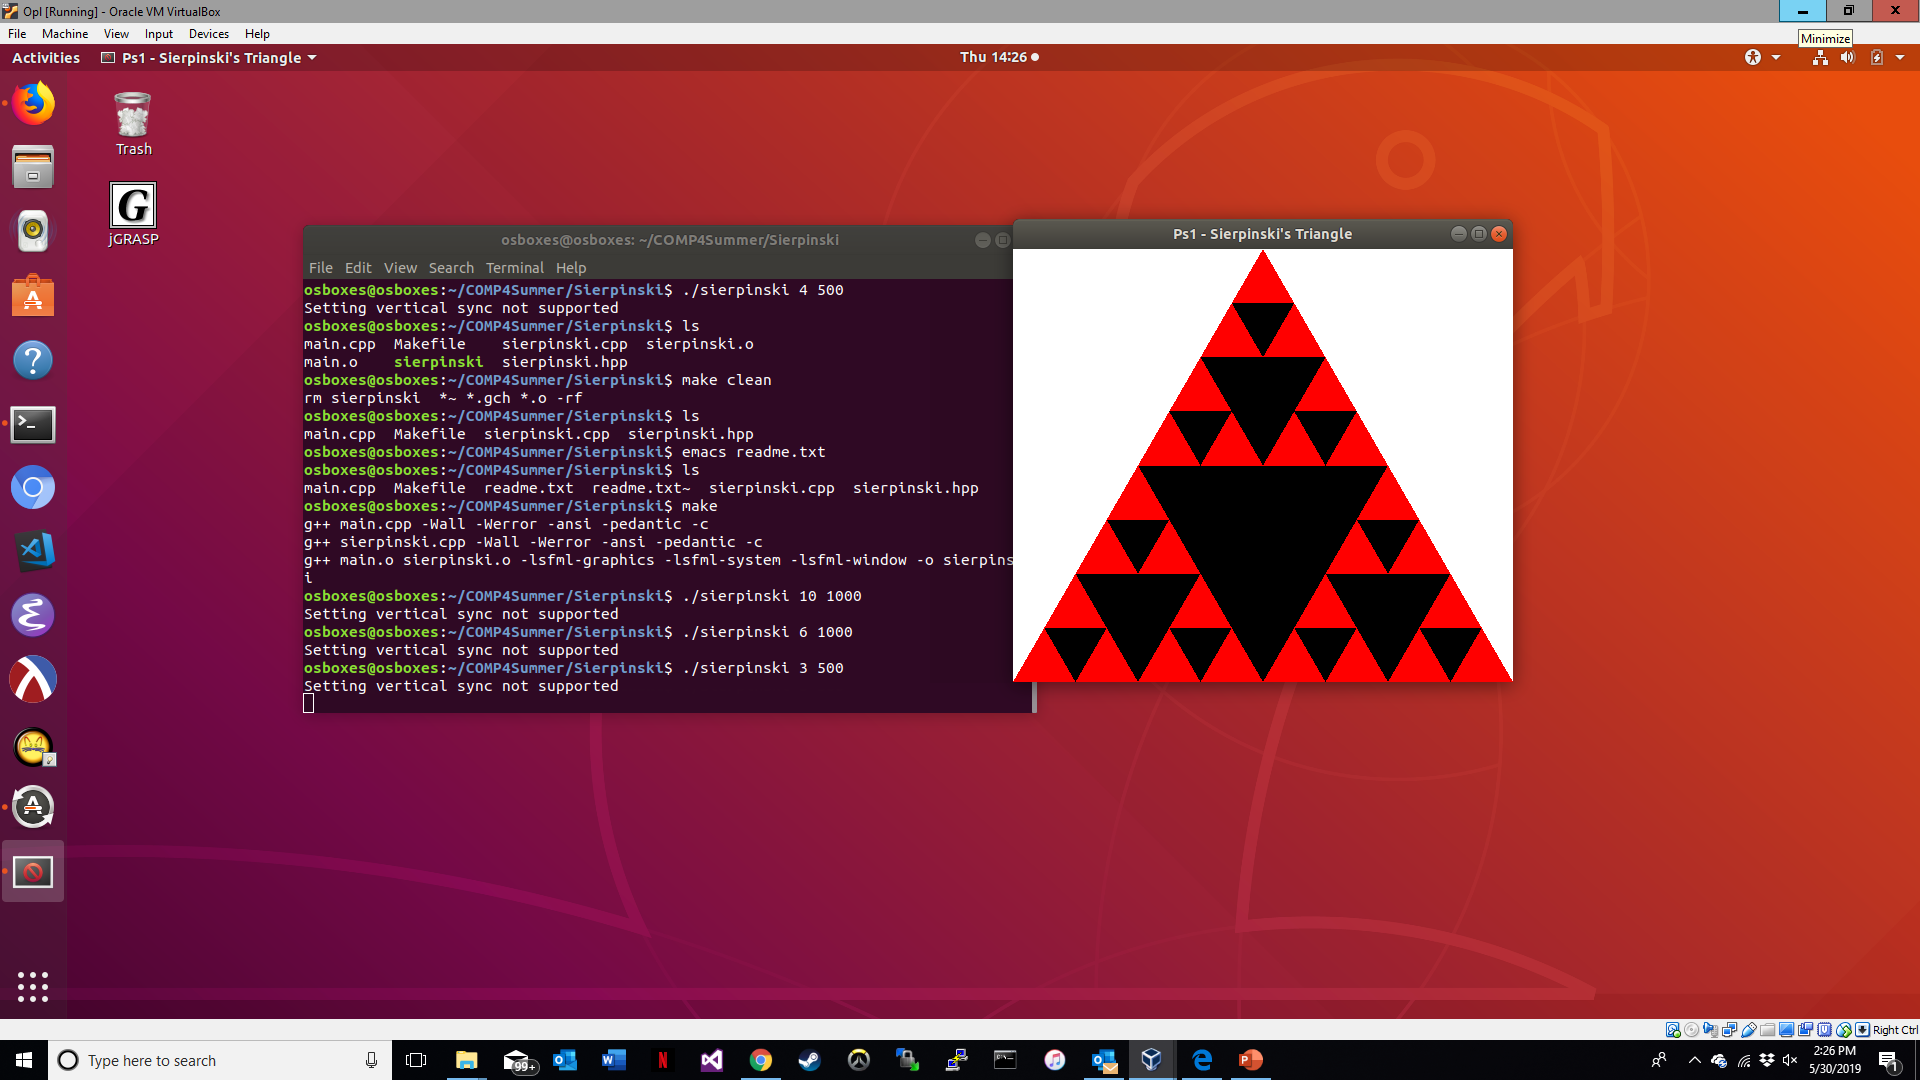 Opl [Running] - Oracle VM VirtualBox
File Machine View Input Devices Help
Minimize
Activities Ps1 - Sierpinski's Triangle Thu 14:26
Trash
G
jGRASP
osboxes@osboxes: ~/COMP4Summer/Sierpinski
File Edit View Search Terminal Help
osboxes@osboxes:~/COMP4Summer/Sierpinski$ ./sierpinski 4 500
Setting vertical sync not supported
osboxes@osboxes:~/COMP4Summer/Sierpinski$ ls
main.cpp Makefile sierpinski.cpp sierpinski.o
main.o sierpinski sierpinski.hpp
osboxes@osboxes:~/COMP4Summer/Sierpinski$ make clean
rm sierpinski *~ *.gch *.o -rf
osboxes@osboxes:~/COMP4Summer/Sierpinski$ ls
main.cpp Makefile sierpinski.cpp sierpinski.hpp
osboxes@osboxes:~/COMP4Summer/Sierpinski$ emacs readme.txt
osboxes@osboxes:~/COMP4Summer/Sierpinski$ ls
main.cpp Makefile readme.txt readme.txt~ sierpinski.cpp sierpinski.hpp
osboxes@osboxes:~/COMP4Summer/Sierpinski$ make
g++ main.cpp -Wall -Werror -ansi -pedantic -c
g++ sierpinski.cpp -Wall -Werror -ansi -pedantic -c
g++ main.o sierpinski.o -lsfml-graphics -lsfml-system -lsfml-window -o sierpins
i
osboxes@osboxes:~/COMP4Summer/Sierpinski$ ./sierpinski 10 1000
Setting vertical sync not supported
osboxes@osboxes:~/COMP4Summer/Sierpinski$ ./sierpinski 6 1000
Setting vertical sync not supported
osboxes@osboxes:~/COMP4Summer/Sierpinski$ ./sierpinski 3 500
Setting vertical sync not supported
Ps1 - Sierpinski's Triangle
Right Ctrl
Type here to search
99+
2:26 PM
5/30/2019
1